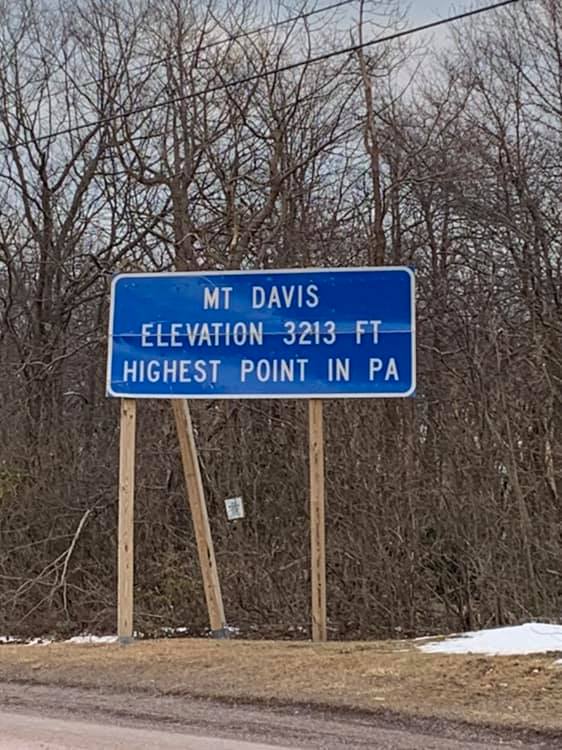 MT DAVIS
ELEVATION 3213 FT
HIGHEST POINT IN PA